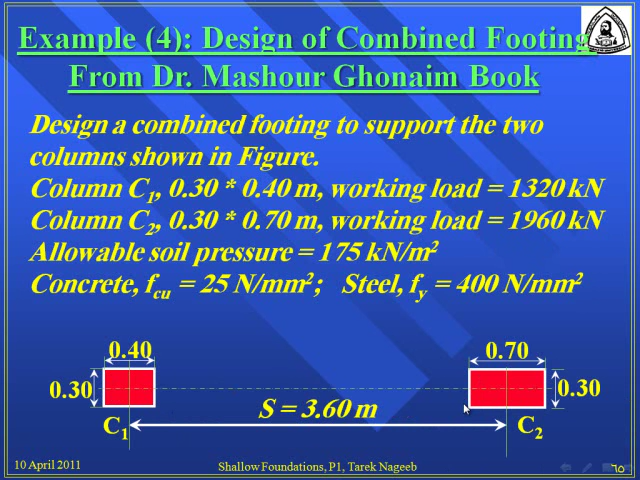 Example (4): Design of Combined Footing
From Dr. Mashour Ghonaim Book
Design a combined footing to support the two
columns shown in Figure.
Column C₁, 0.30 * 0.40 m, working load = 1320 kN
Column C₂, 0.30 * 0.70 m, working load = 1960 kN
Allowable soil pressure = 175 kN/m²
Concrete, fcu = 25 N/mm²; Steel, fy = 400 N/mm²
0.40
0.70
0.30
0.30
S = 3.60 m
C₁
C₂
10 April 2011
Shallow Foundations, P1, Tarek Nageeb
٦٥